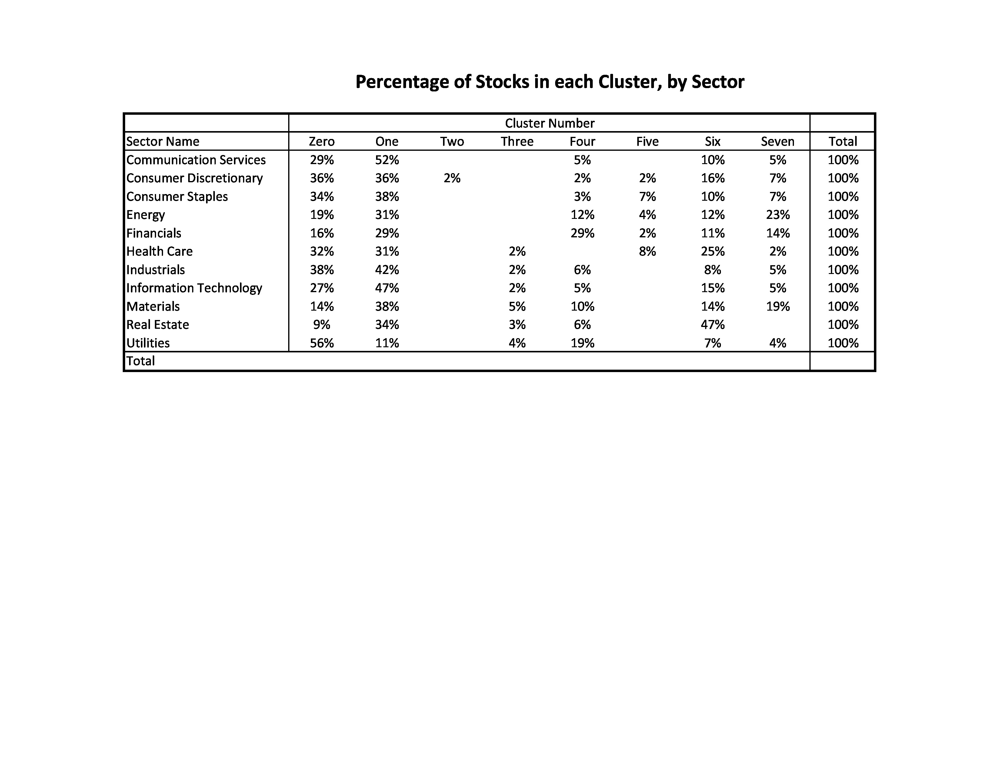 Percentage of Stocks in each Cluster, by Sector
Cluster Number
Sector Name Zero One Two Three Four Five Six Seven Total
Communication Services 29% 52% 5% 10% 5% 100%
Consumer Discretionary 36% 36% 2% 2% 2% 16% 7% 100%
Consumer Staples 34% 38% 3% 7% 10% 7% 100%
Energy 19% 31% 12% 4% 12% 23% 100%
Financials 16% 29% 29% 2% 11% 14% 100%
Health Care 32% 31% 2% 8% 25% 2% 100%
Industrials 38% 42% 2% 6% 8% 5% 100%
Information Technology 27% 47% 2% 5% 15% 5% 100%
Materials 14% 38% 5% 10% 14% 19% 100%
Real Estate 9% 34% 3% 6% 47% 100%
Utilities 56% 11% 4% 19% 7% 4% 100%
Total